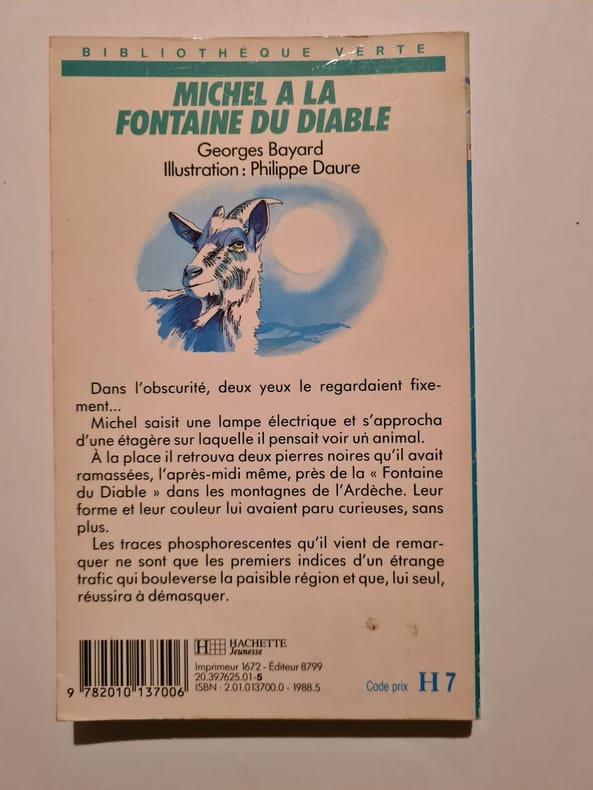 BIBLIOTHÈQUE VERTE
MICHEL A LA
FONTAINE DU DIABLE
Georges Bayard
Illustration : Philippe Daure
Dans l'obscurité, deux yeux le regardaient fixe-
ment...
Michel saisit une lampe électrique et s'approcha
d'une étagère sur laquelle il pensait voir un animal.
À la place il retrouva deux pierres noires qu'il avait
ramassées, l'après-midi même, près de la « Fontaine
du Diable » dans les montagnes de l'Ardèche. Leur
forme et leur couleur lui avaient paru curieuses, sans
plus.
Les traces phosphorescentes qu'il vient de remar-
quer ne sont que les premiers indices d'un étrange
trafic qui bouleverse la paisible région et que, lui seul,
réussira à démasquer.
H HACHETTE
Jeunesse
Imprimeur 1672 - Éditeur 8799
20.39.7625.01-5
ISBN : 2.01.013700.0 - 1988.5
9 782010 137006
Code prix H 7